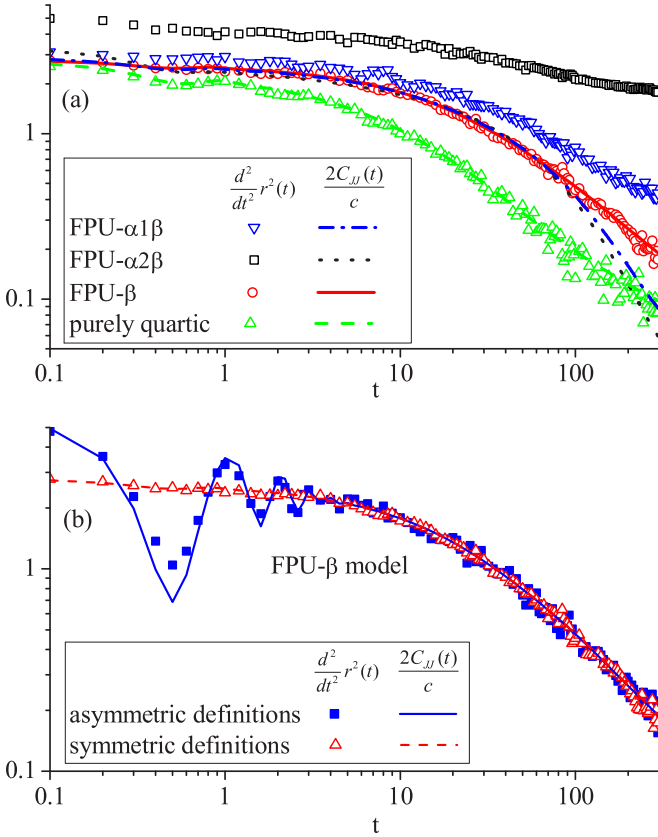 (a)
1
0.1
d²/dt² r²(t) 2C_JJ(t)/c
FPU-α1β
FPU-α2β
FPU-β
purely quartic
0.1 1 10 100
t
(b)
1
0.1
FPU-β model
d²/dt² r²(t) 2C_JJ(t)/c
asymmetric definitions
symmetric definitions
0.1 1 10 100
t